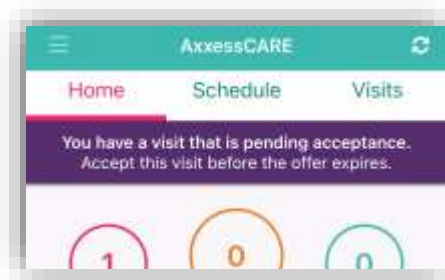 AxxessCARE
Home Schedule Visits
You have a visit that is pending acceptance.
Accept this visit before the offer expires.
1 0 0